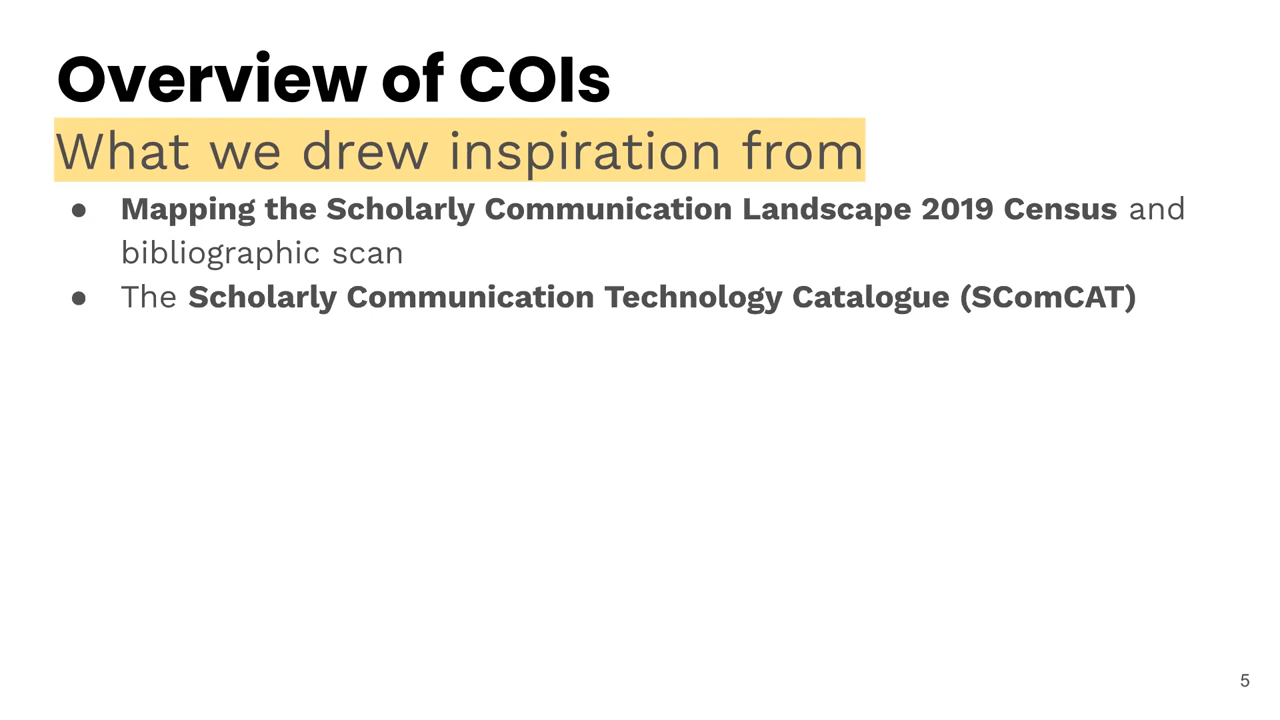 Overview of COIs
What we drew inspiration from
● Mapping the Scholarly Communication Landscape 2019 Census and
bibliographic scan
● The Scholarly Communication Technology Catalogue (SComCAT)
5